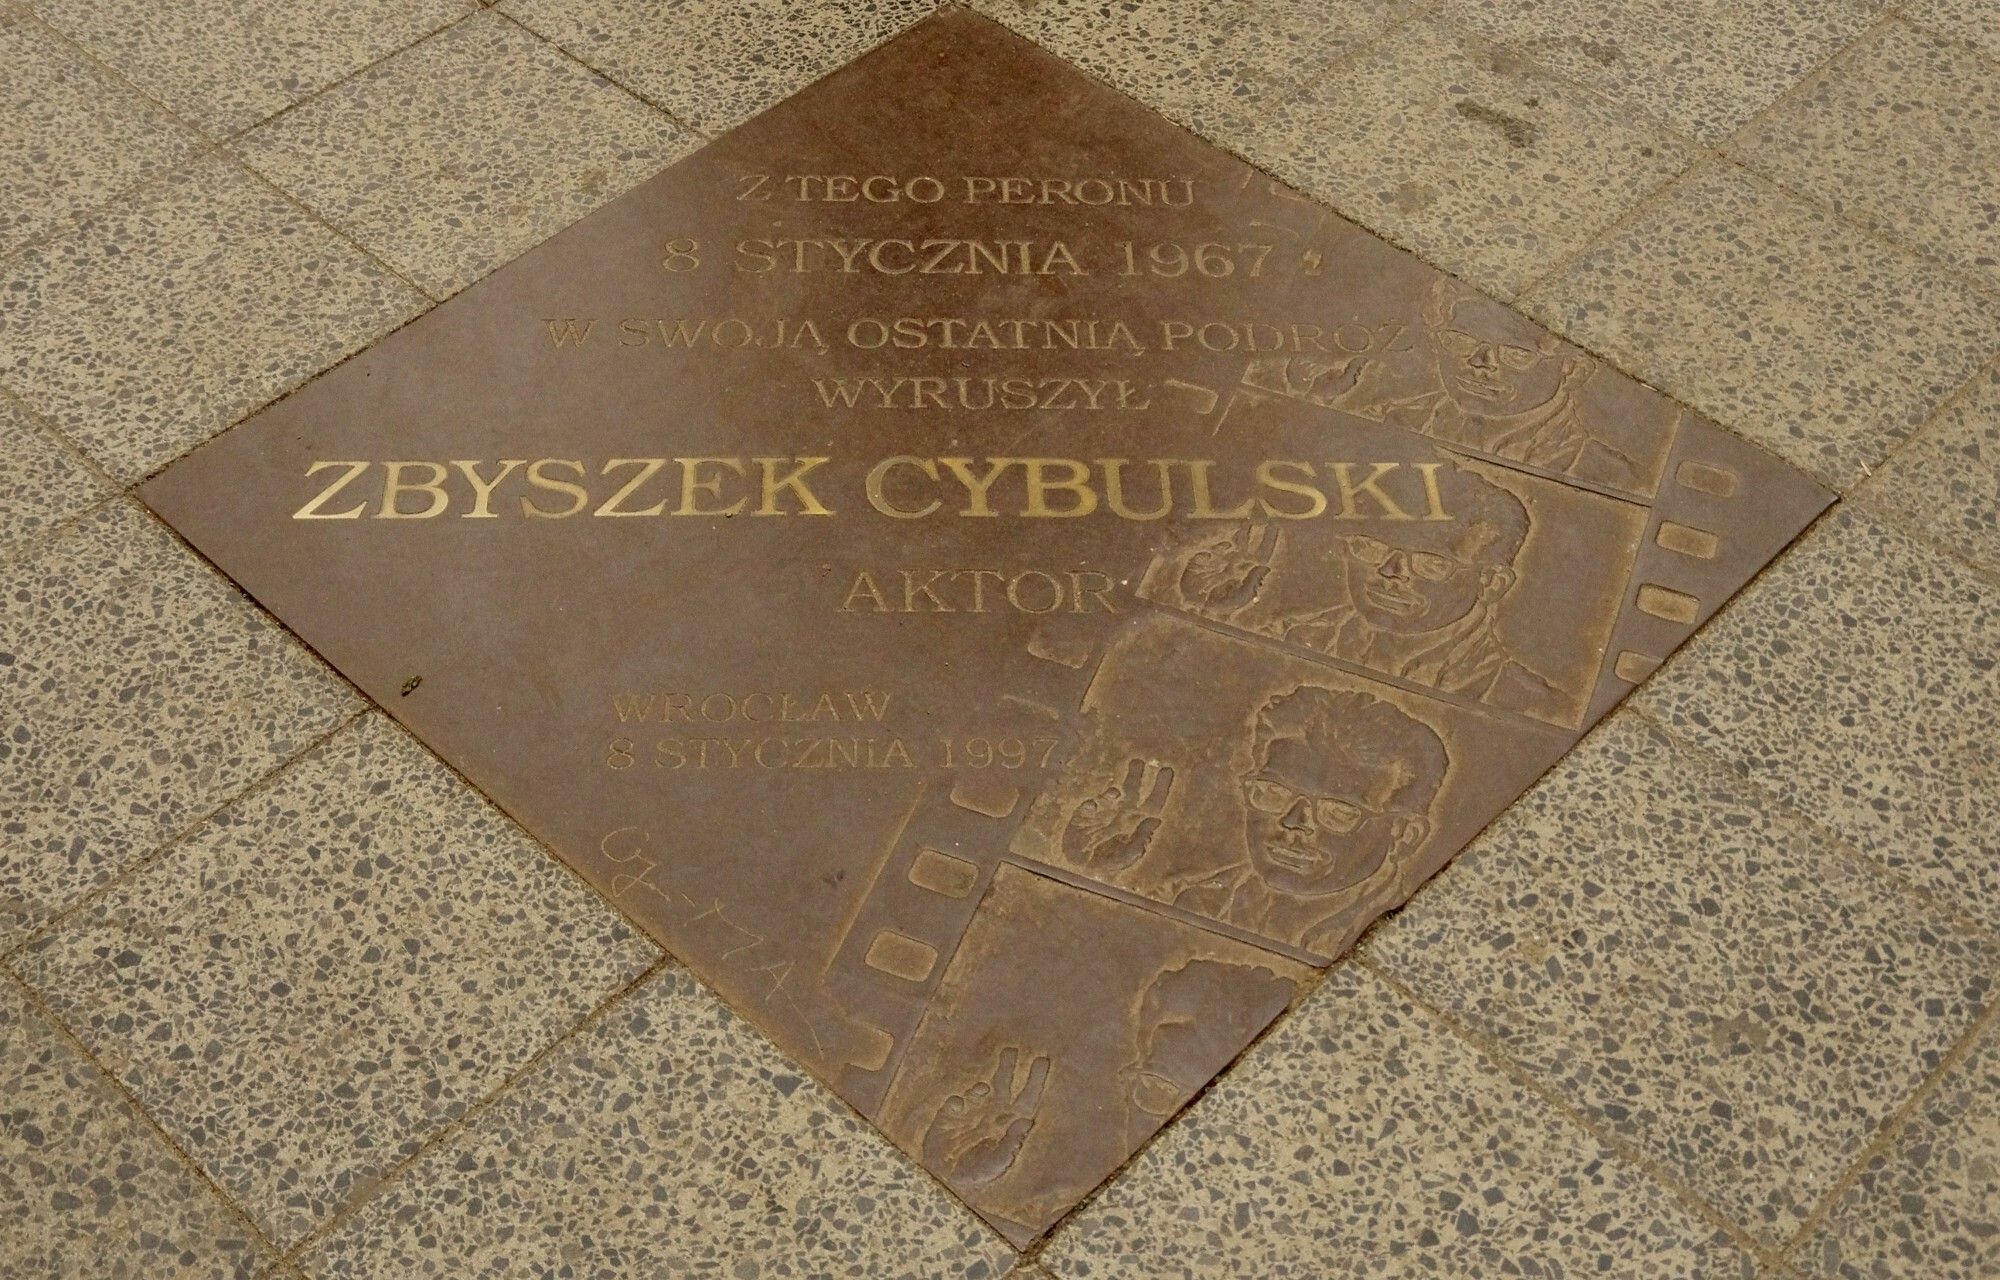 Z TEGO PERONU
8 STYCZNIA 1967
W SWOJĄ OSTATNIĄ PODRÓŻ
WYRUSZYŁ
ZBYSZEK CYBULSKI
AKTOR
WROCŁAW
8 STYCZNIA 1997